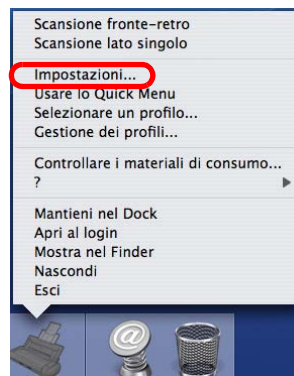 Scansione fronte-retro
Scansione lato singolo
Impostazioni...
Usare lo Quick Menu
Selezionare un profilo...
Gestione dei profili...
Controllare i materiali di consumo...
?
Mantieni nel Dock
Apri al login
Mostra nel Finder
Nascondi
Esci
@